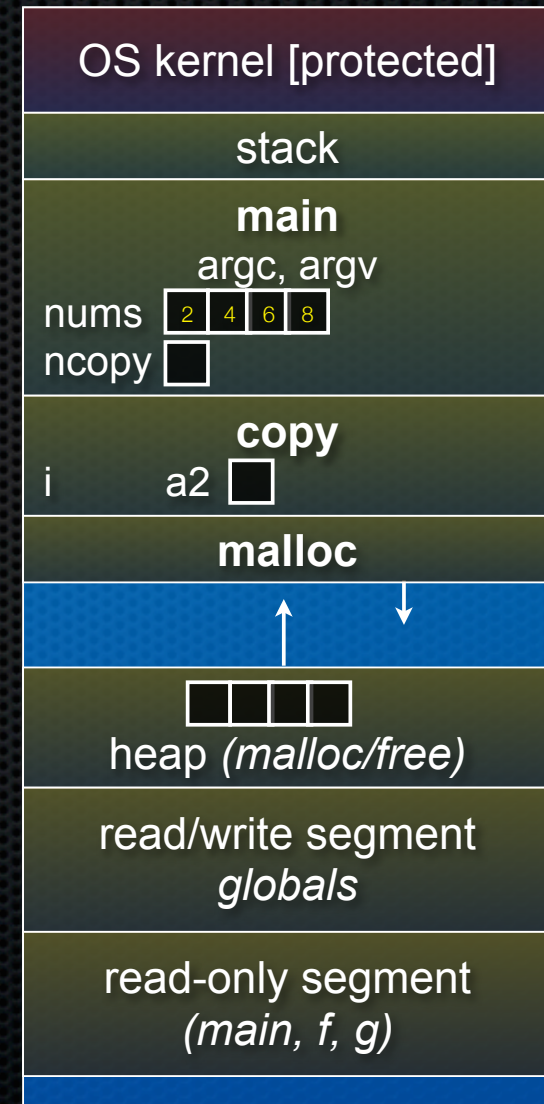 OS kernel [protected]
stack
main
argc, argv
nums 2 4 6 8
ncopy
copy
i a2
malloc
heap (malloc/free)
read/write segment
globals
read-only segment
(main, f, g)